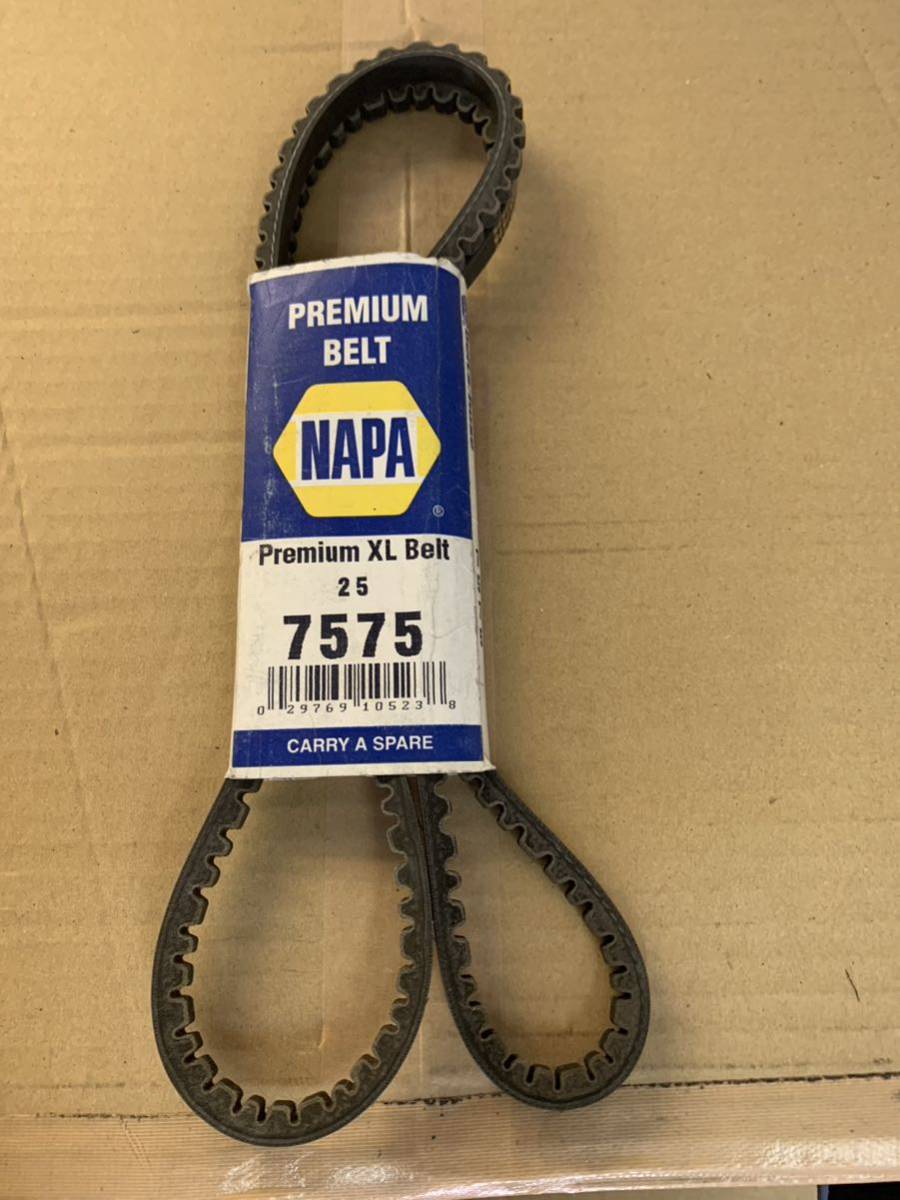 PREMIUM
BELT
NAPA
®
Premium XL Belt
25
7575
0 29769 10523 8
CARRY A SPARE